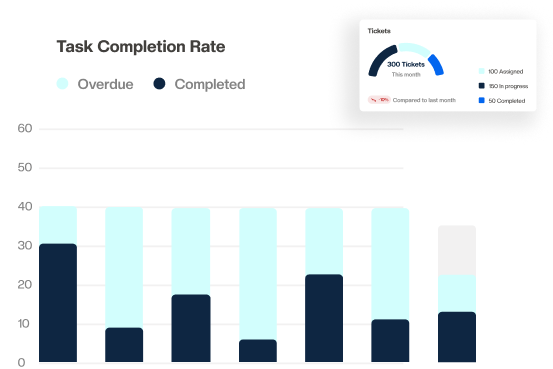 Task Completion Rate
Overdue
Completed
Tickets
300 Tickets
This month
100 Assigned
150 In progress
50 Completed
-10%
Compared to last month
60
50
40
30
20
10
0